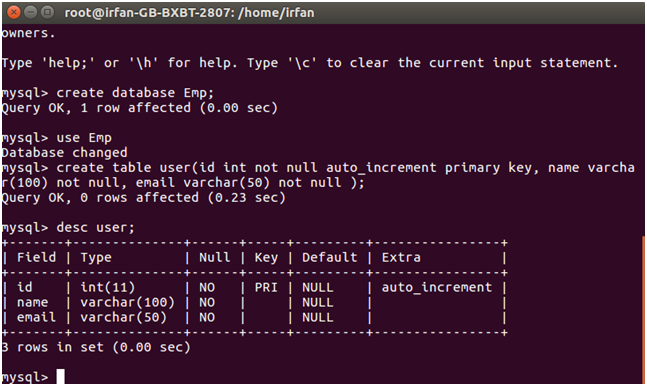 root@irfan-GB-BXBT-2807: /home/irfan
owners.
Type 'help;' or '\h' for help. Type '\c' to clear the current input statement.
mysql> create database Emp;
Query OK, 1 row affected (0.00 sec)
mysql> use Emp
Database changed
mysql> create table user(id int not null auto_increment primary key, name varcha
r(100) not null, email varchar(50) not null );
Query OK, 0 rows affected (0.23 sec)
mysql> desc user;
+-------+--------------+------+-----+---------+----------------+
| Field | Type         | Null | Key | Default | Extra          |
+-------+--------------+------+-----+---------+----------------+
| id    | int(11)      | NO   | PRI | NULL    | auto_increment |
| name  | varchar(100) | NO   |     | NULL    |                |
| email | varchar(50)  | NO   |     | NULL    |                |
+-------+--------------+------+-----+---------+----------------+
3 rows in set (0.00 sec)
mysql>